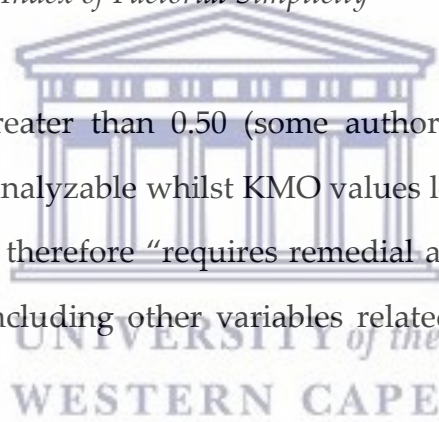 Index of Factorial Simplicity
reater than 0.50 (some author
nalyzable whilst KMO values l
therefore “requires remedial a
ncluding other variables related
UNIVERSITY of the
WESTERN CAPE